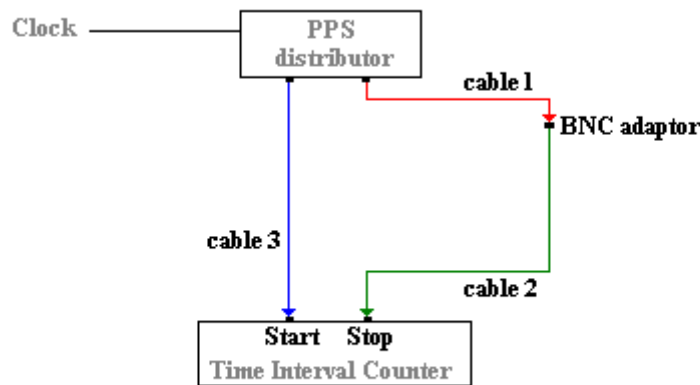 Clock
PPS
distributor
cable 1
BNC adaptor
cable 3
cable 2
Start Stop
Time Interval Counter